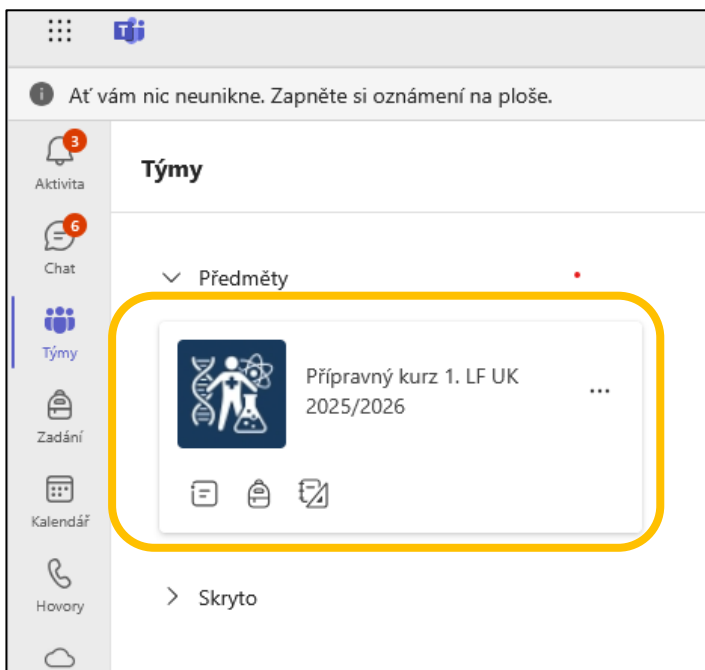 Ať vám nic neunikne. Zapněte si oznámení na ploše.
3
Aktivita
Týmy
6
Chat
Předměty
Týmy
Přípravný kurz 1. LF UK
2025/2026
Zadání
Kalendář
Skryto
Hovory